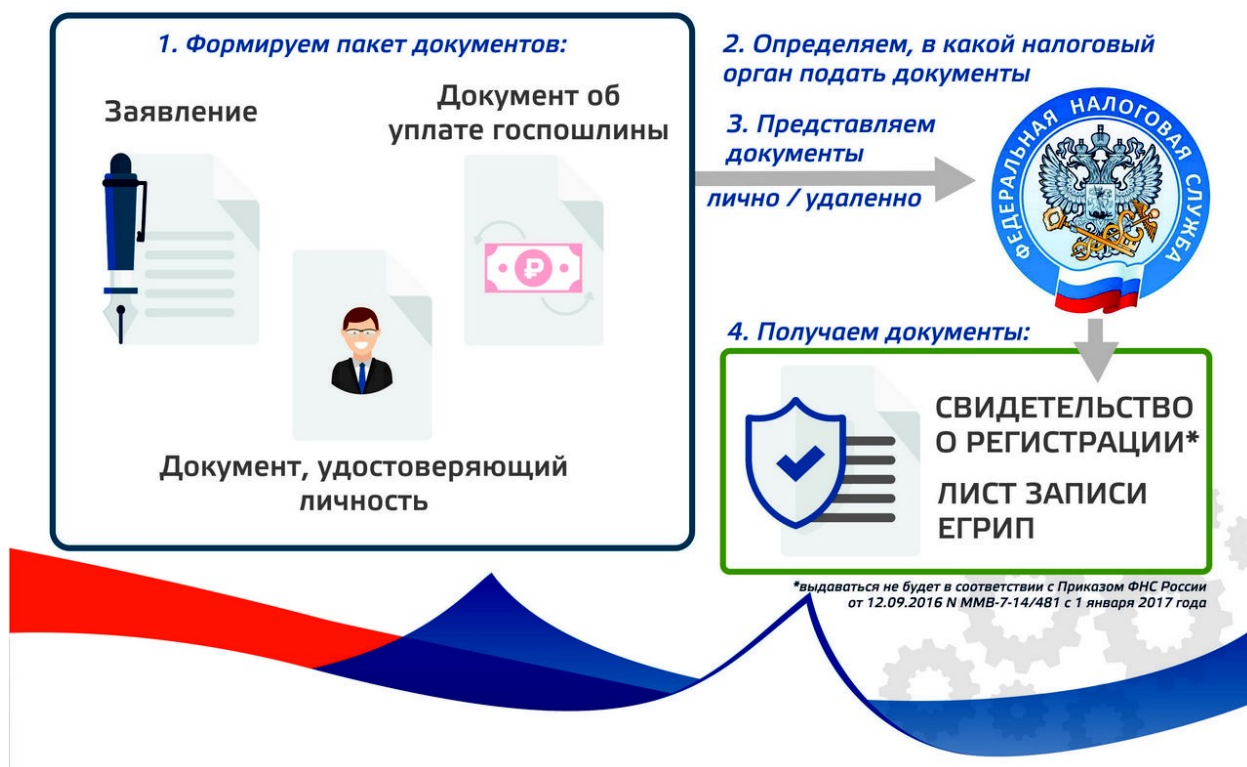 1. Формируем пакет документов:
Заявление
Документ об
уплате госпошлины
Документ, удостоверяющий
личность
2. Определяем, в какой налоговый
орган подать документы
3. Представляем
документы
лично / удаленно
ФЕДЕРАЛЬНАЯ НАЛОГОВАЯ СЛУЖБА
4. Получаем документы:
СВИДЕТЕЛЬСТВО
О РЕГИСТРАЦИИ*
ЛИСТ ЗАПИСИ
ЕГРИП
*выдаваться не будет в соответствии с Приказом ФНС России
от 12.09.2016 N ММВ-7-14/481 с 1 января 2017 года